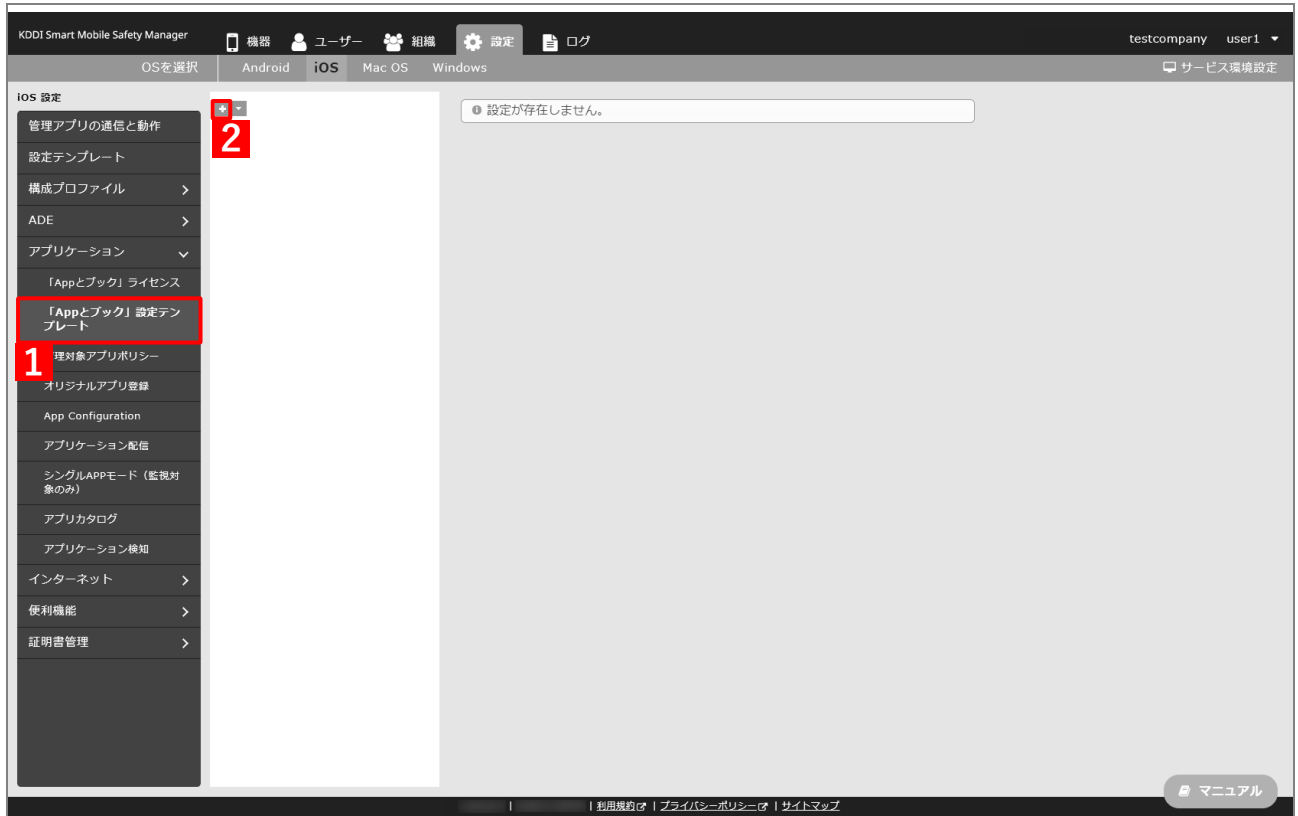 KDDI Smart Mobile Safety Manager
機器
ユーザー
組織
設定
ログ
testcompany user1
OSを選択
Android iOS Mac OS Windows
サービス環境設定
iOS 設定
管理アプリの通信と動作
設定テンプレート
構成プロファイル
ADE
アプリケーション
「Appとブック」ライセンス
「Appとブック」設定テン
プレート
1
理対象アプリポリシー
オリジナルアプリ登録
App Configuration
アプリケーション配信
シングルAPPモード（監視対
象のみ）
アプリカタログ
アプリケーション検知
インターネット
便利機能
証明書管理
2
設定が存在しません。
マニュアル
| | 利用規約 | プライバシーポリシー | サイトマップ